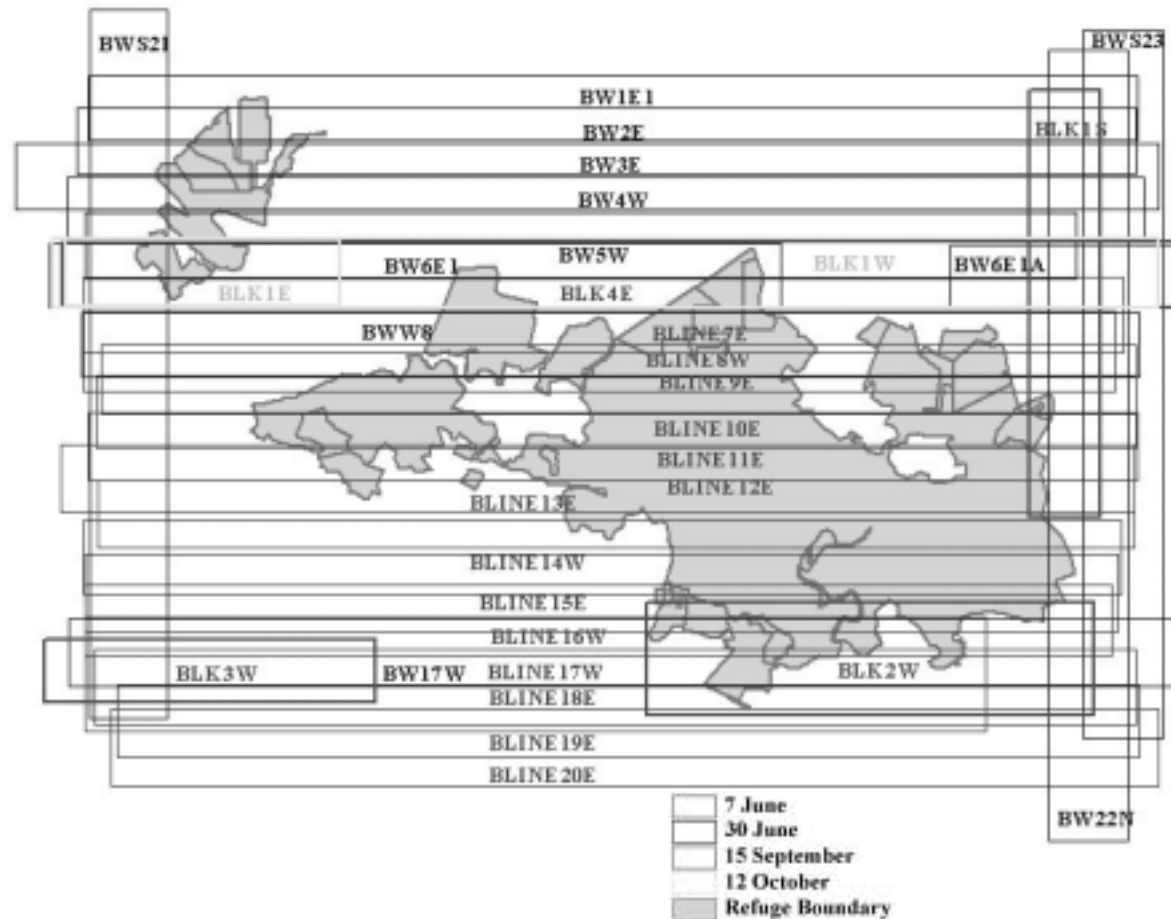 BWS21
BWS23
BW1E1
BW2E
BLK1S
BW3E
BW4W
BW5W
BW6E1
BLK1W
BW6E1A
BLK1E
BLK4E
BWW8
BLINE7E
BLINE8W
BLINE9E
BLINE10E
BLINE11E
BLINE12E
BLINE13E
BLINE14W
BLINE15E
BLINE16W
BLK3W
BW17W
BLINE17W
BLK2W
BLINE18E
BLINE19E
BLINE20E
7 June
BW22N
30 June
15 September
12 October
Refuge Boundary